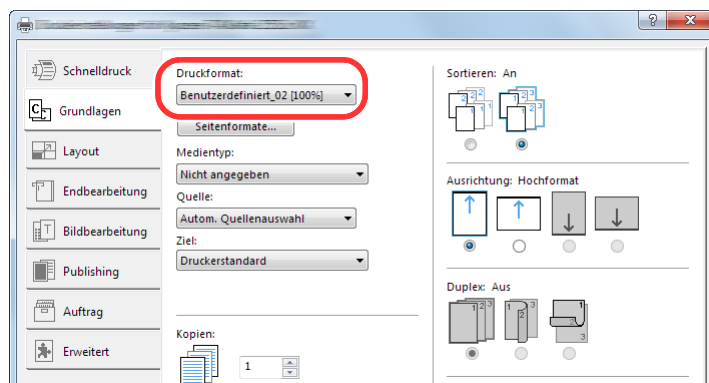 Schnelldruck
Grundlagen
Layout
Endbearbeitung
Bildbearbeitung
Publishing
Auftrag
Erweitert
Druckformat:
Benutzerdefiniert_02 [100%]
Seitenformate...
Medientyp:
Nicht angegeben
Quelle:
Autom. Quellenauswahl
Ziel:
Druckerstandard
Kopien:
1
Sortieren: An
Ausrichtung: Hochformat
Duplex: Aus